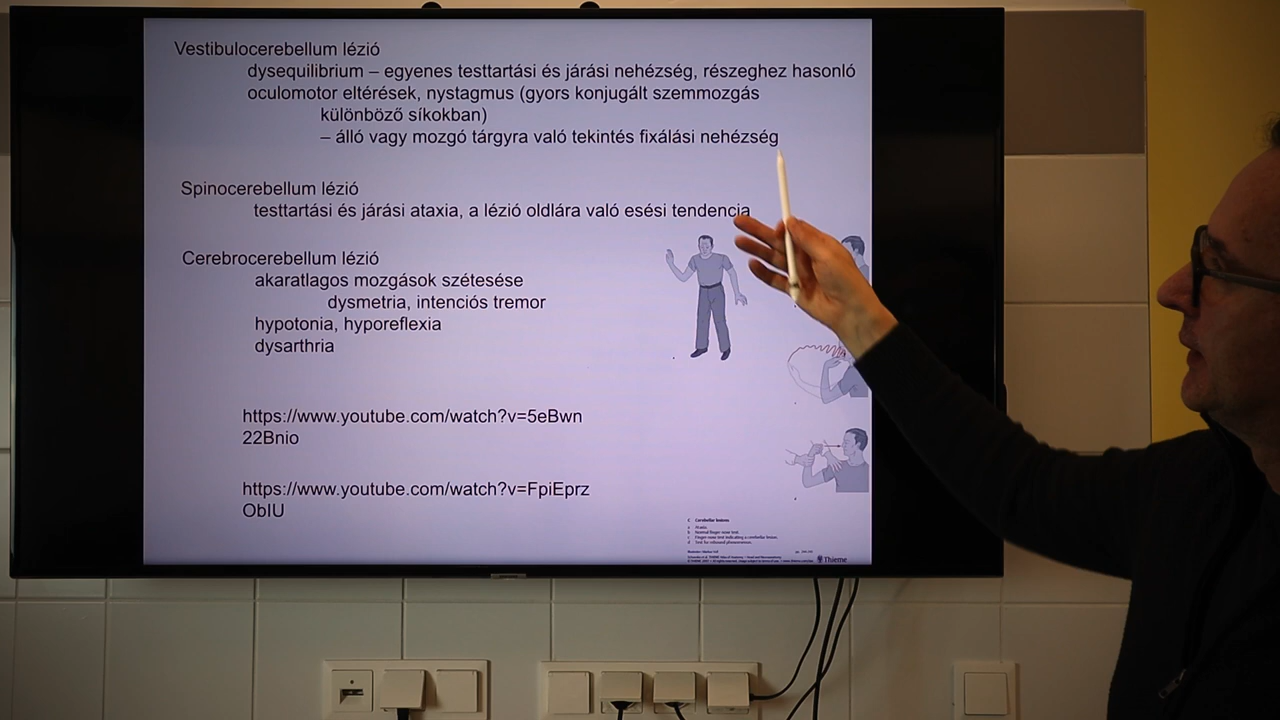 Vestibulocerebellum lézió
dysequilibrium – egyenes testtartási és járási nehézség, részeghez hasonló
oculomotor eltérések, nystagmus (gyors konjugált szemmozgás
különböző síkokban)
– álló vagy mozgó tárgyra való tekintés fixálási nehézség
Spinocerebellum lézió
testtartási és járási ataxia, a lézió oldlára való esési tendencia
Cerebrocerebellum lézió
akaratlagos mozgások szétesése
dysmetria, intenciós tremor
hypotonia, hyporeflexia
dysarthria
https://www.youtube.com/watch?v=5eBwn
22Bnio
https://www.youtube.com/watch?v=FpiEprz
ObIU
Cerebellar lesions
Thieme